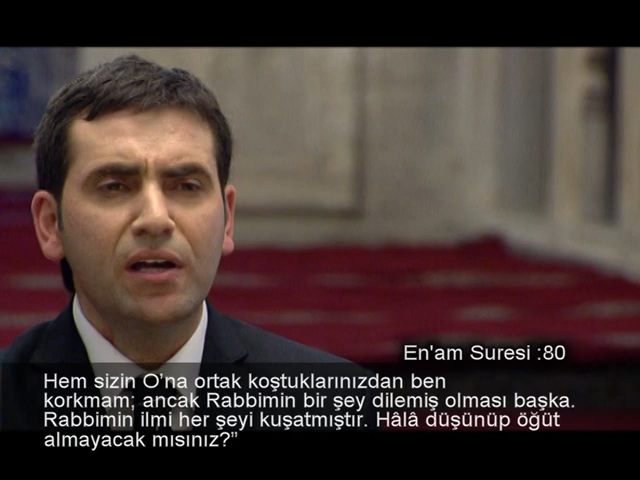 En'am Suresi :80
Hem sizin O'na ortak koştuklarınızdan ben
korkmam; ancak Rabbimin bir şey dilemiş olması başka.
Rabbimin ilmi her şeyi kuşatmıştır. Hâlâ düşünüp öğüt
almayacak mısınız?”